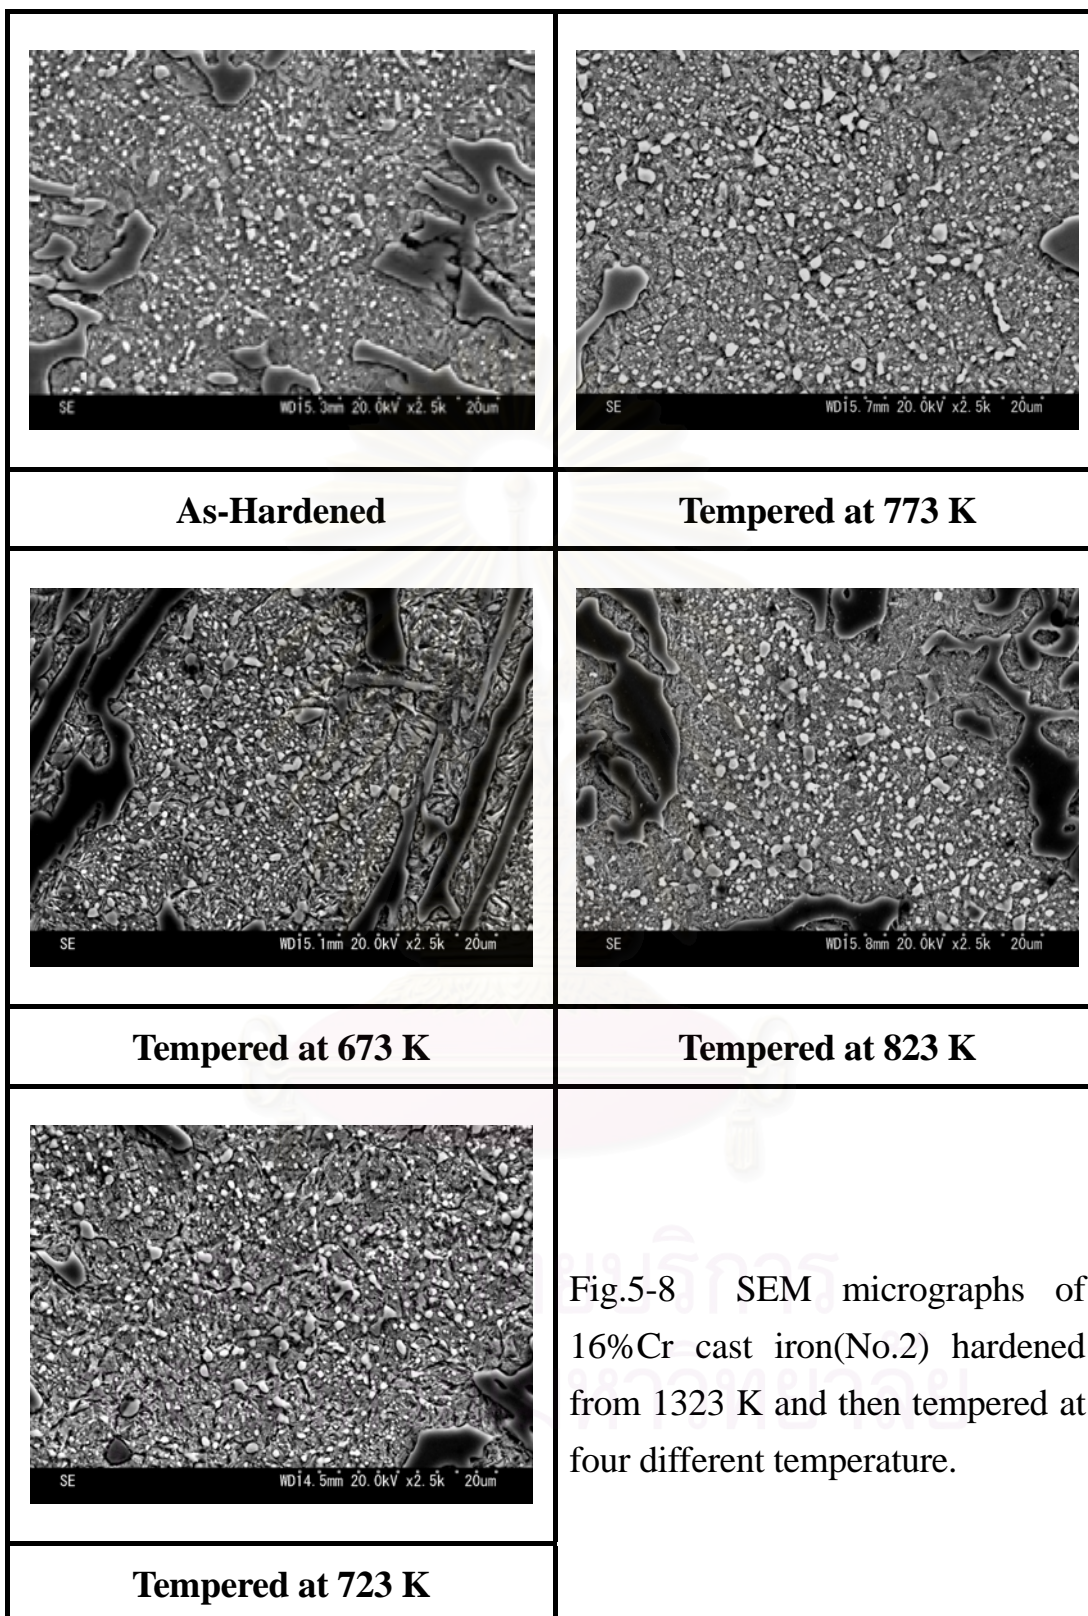 SE WD15.3mm 20.0kV x2.5k 20um
SE WD15.7mm 20.0kV x2.5k 20um
As-Hardened
Tempered at 773 K
SE WD15.1mm 20.0kV x2.5k 20um
SE WD15.8mm 20.0kV x2.5k 20um
Tempered at 673 K
Tempered at 823 K
SE WD14.5mm 20.0kV x2.5k 20um
Fig.5-8 SEM micrographs of
16%Cr cast iron(No.2) hardened
from 1323 K and then tempered at
four different temperature.
Tempered at 723 K